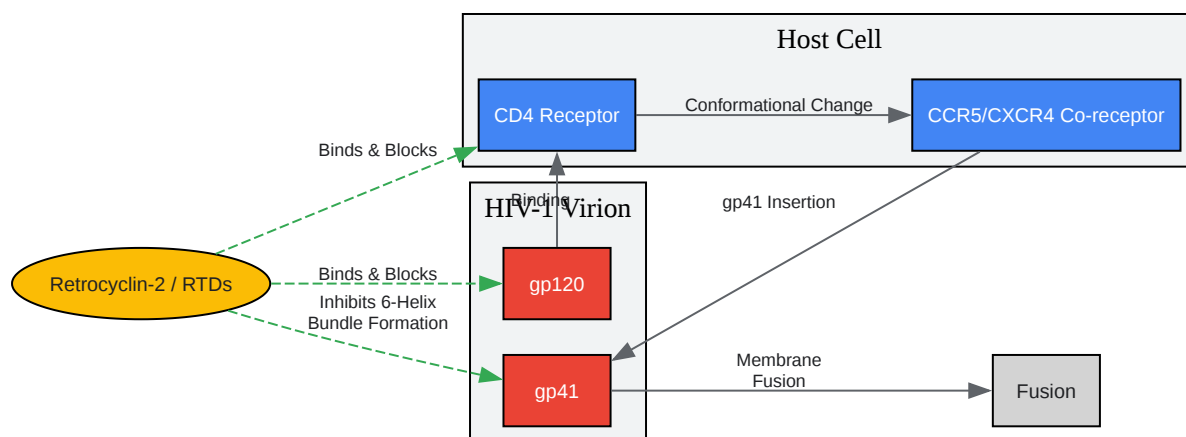 Host Cell
CD4 Receptor
Conformational Change
CCR5/CXCR4 Co-receptor
Binds & Blocks
Binding
HIV-1 Virion
gp41 Insertion
Retrocyclin-2 / RTDs
Binds & Blocks
gp120
Inhibits 6-Helix
Bundle Formation
gp41
Membrane
Fusion
Fusion